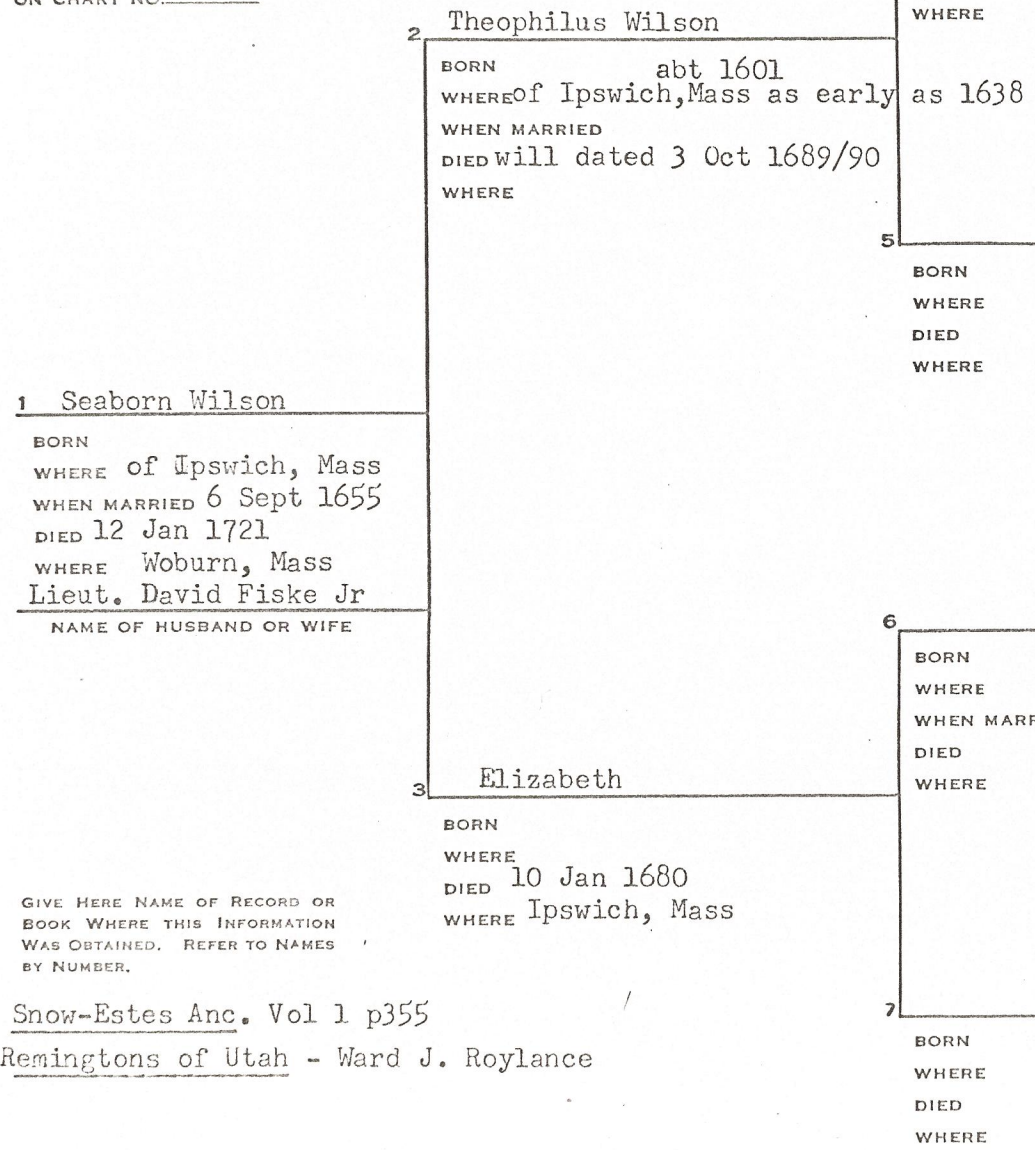 ON CHART NO.
WHERE
2 Theophilus Wilson
BORN abt 1601
WHERE of Ipswich, Mass as early as 1638
WHEN MARRIED
DIED will dated 3 Oct 1689/90
WHERE
5
BORN
WHERE
DIED
WHERE
1 Seaborn Wilson
BORN
WHERE of Ipswich, Mass
WHEN MARRIED 6 Sept 1655
DIED 12 Jan 1721
WHERE Woburn, Mass
Lieut. David Fiske Jr
NAME OF HUSBAND OR WIFE
6
BORN
WHERE
WHEN MARR
DIED
WHERE
3 Elizabeth
BORN
WHERE
DIED 10 Jan 1680
WHERE Ipswich, Mass
GIVE HERE NAME OF RECORD OR
BOOK WHERE THIS INFORMATION
WAS OBTAINED. REFER TO NAMES
BY NUMBER.
Snow-Estes Anc. Vol 1 p355
Remingtons of Utah - Ward J. Roylance
7
BORN
WHERE
DIED
WHERE